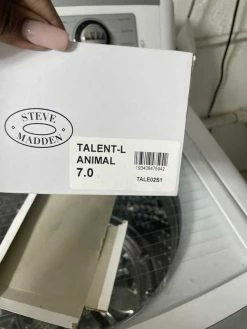 STEVE
MADDEN
TALENT-L
ANIMAL
7.0
TALE02S1